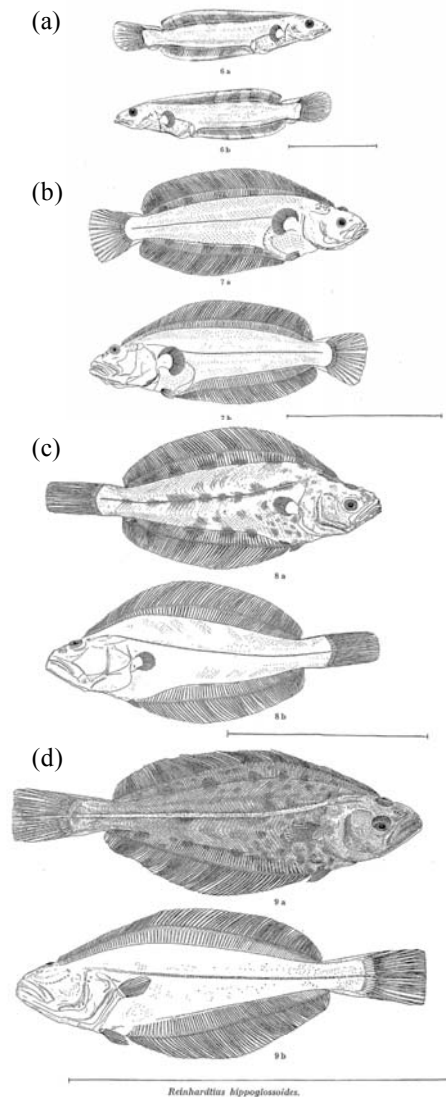 (a)
6 a
6 b
(b)
7 a
7 b
(c)
8 a
8 b
(d)
9 a
9 b
Reinhardtius hippoglossoides.